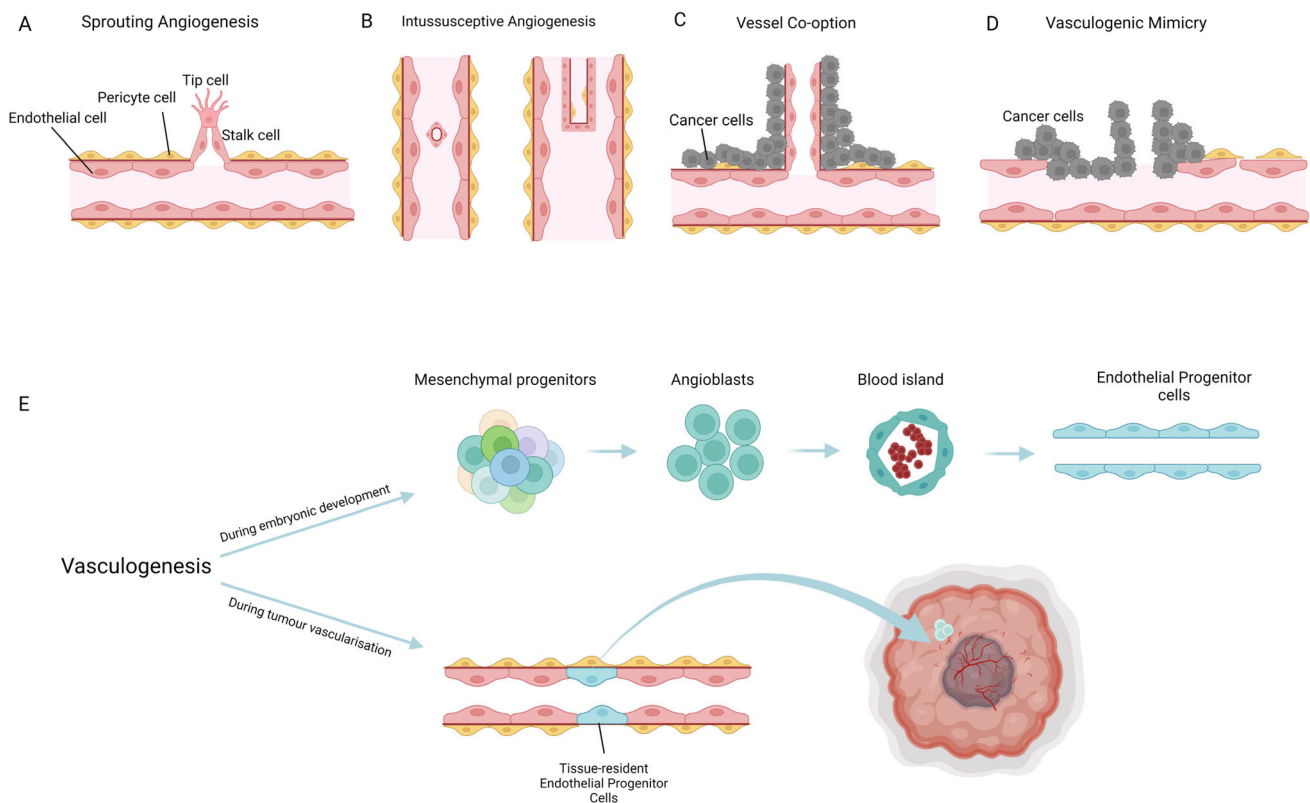 A
Sprouting Angiogenesis
Tip cell
Pericyte cell
Endothelial cell
Stalk cell
B
Intussusceptive Angiogenesis
C
Vessel Co-option
Cancer cells
D
Vasculogenic Mimicry
Cancer cells
E
Vasculogenesis
During embryonic development
Mesenchymal progenitors
Angioblasts
Blood island
Endothelial Progenitor
cells
During tumour vascularisation
Tissue-resident
Endothelial Progenitor
Cells